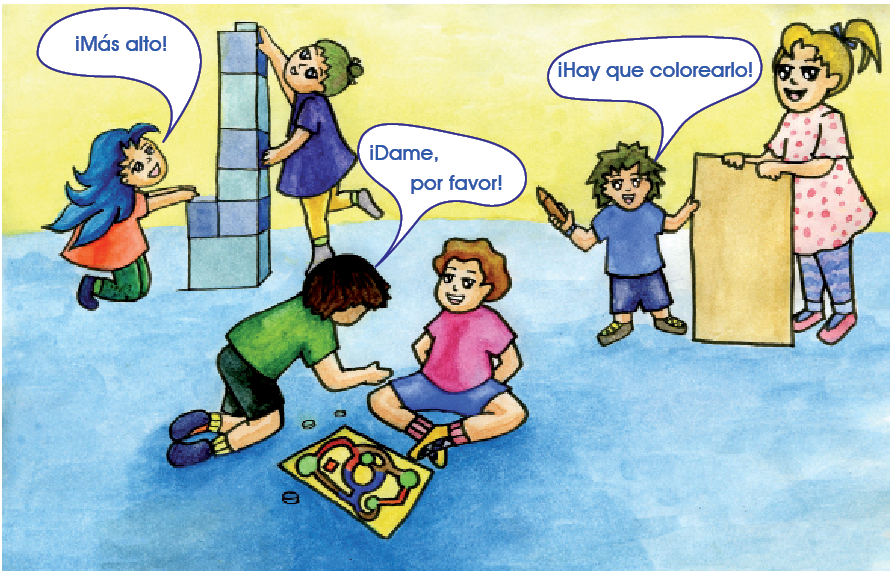 ¡Más alto!
¡Hay que colorearlo!
¡Dame,
por favor!